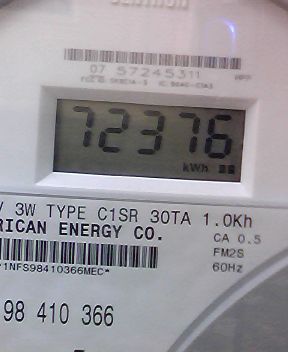 07 57245311
72376
kWh
V 3W TYPE C1SR 30TA 1.0Kh
RICAN ENERGY CO.
CA 0.5
FM2S
*1NFS98410366MEC*
60Hz
98 410 366